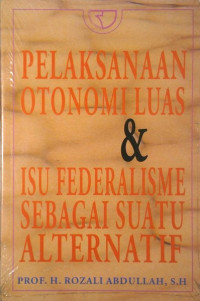 PELAKSANAAN
OTONOMI LUAS
&
ISU FEDERALISME
SEBAGAI SUATU
ALTERNATIF
PROF. H. ROZALI ABDULLAH, S.H